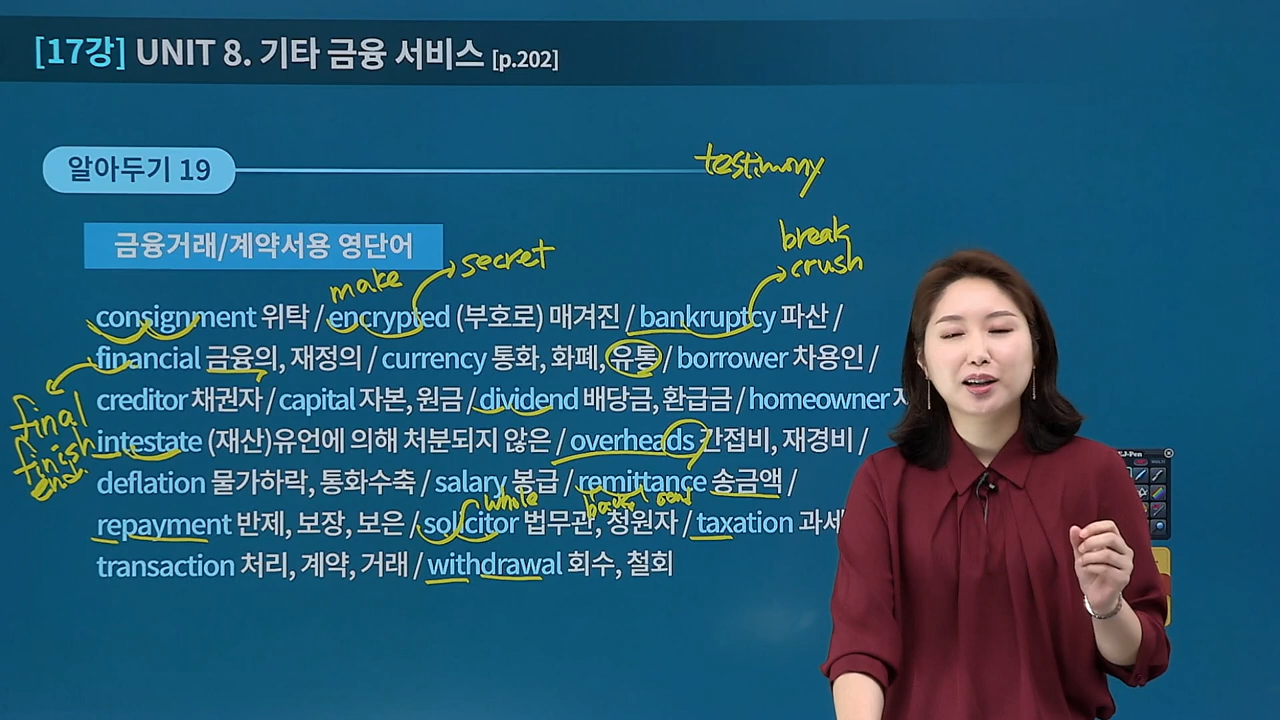 [17강] UNIT 8. 기타 금융 서비스 [p.202]
알아두기 19
testimony
금융거래/계약서용 영단어
break
crush
make
secret
consignment 위탁 / encrypted (부호로) 매겨진 / bankruptcy 파산 /
financial 금융의, 재정의 / currency 통화, 화폐, 유통 / borrower 차용인 /
creditor 채권자 / capital 자본, 원금 / dividend 배당금, 환급금 / homeowner
final
finish
end
intestate (재산)유언에 의해 처분되지 않은 / overheads 간접비, 재경비 /
deflation 물가하락, 통화수축 / salary 봉급 / remittance 송금액 /
whole
back send
repayment 반제, 보장, 보은 / solicitor 법무관, 청원자 / taxation 과세
transaction 처리, 계약, 거래 / withdrawal 회수, 철회